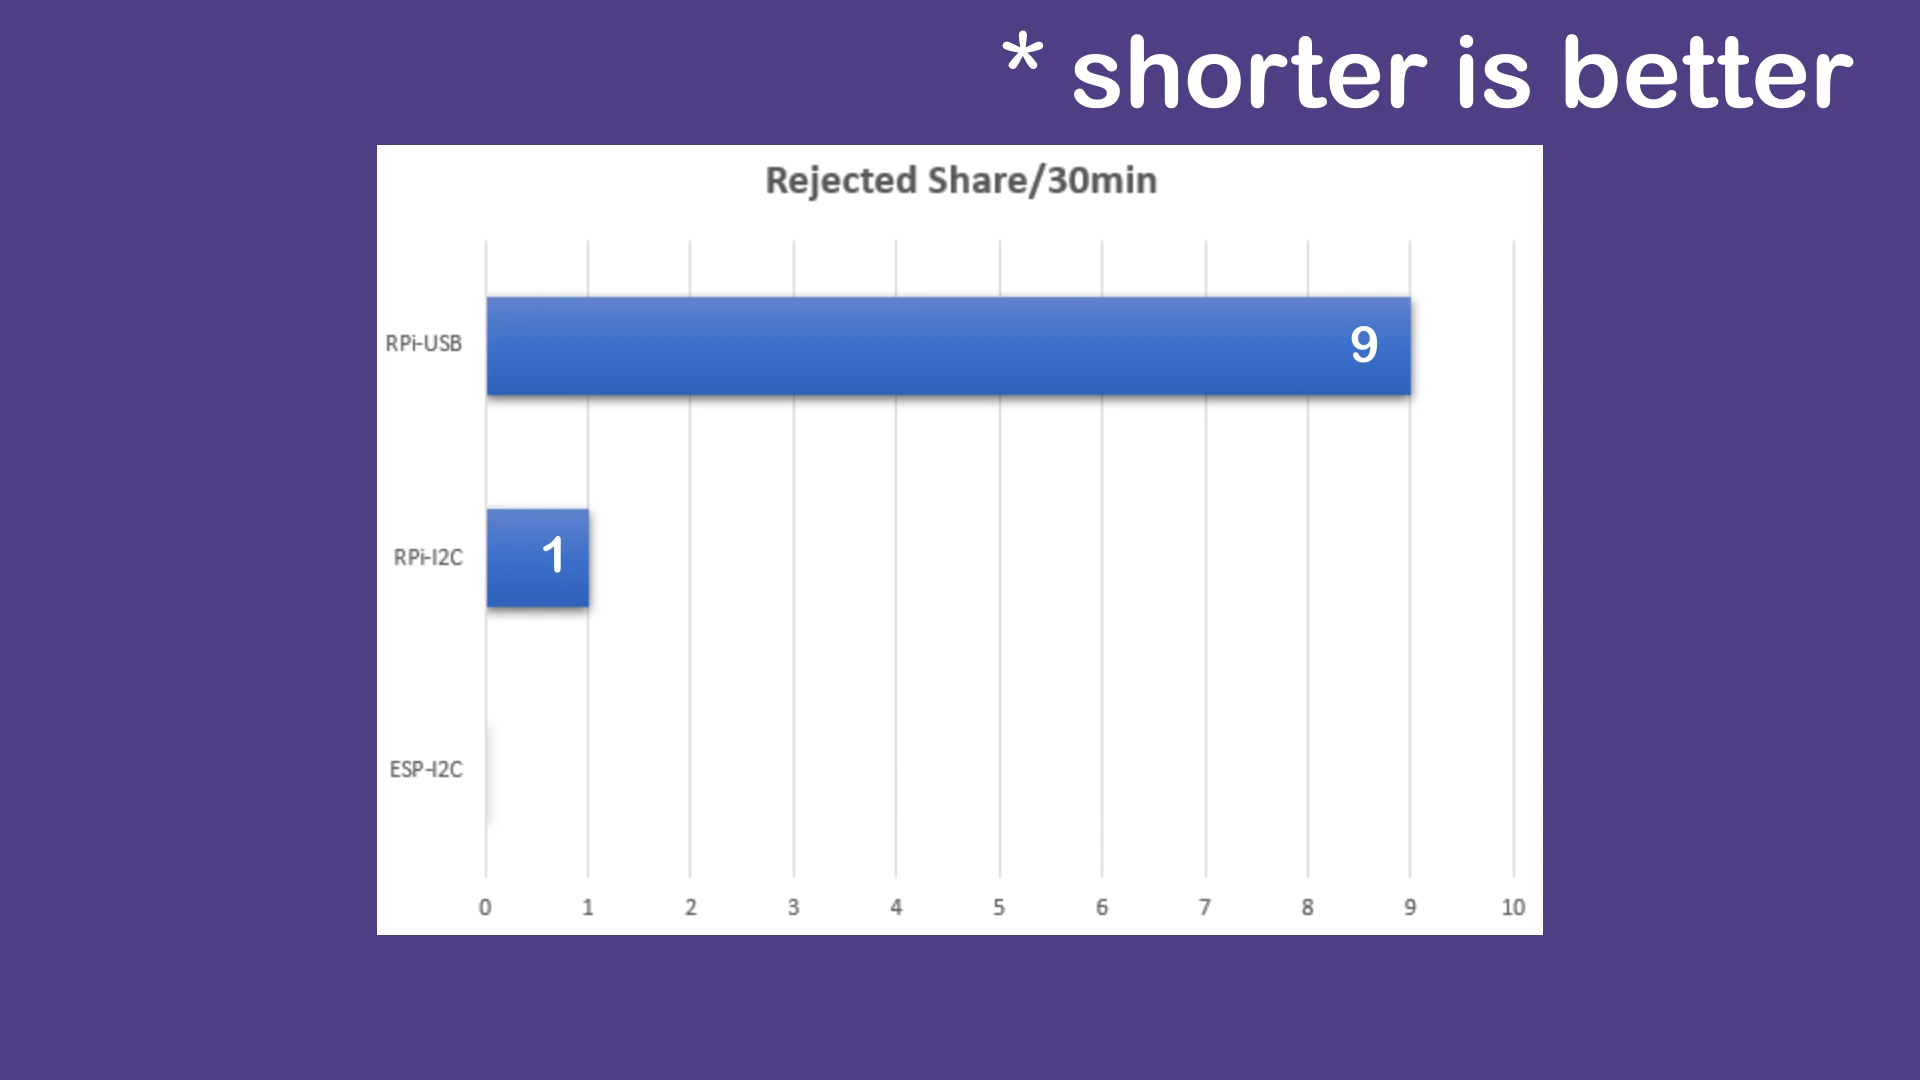 * shorter is better
Rejected Share/30min
RPi-USB
9
RPi-I2C
1
ESP-I2C
0 1 2 3 4 5 6 7 8 9 10